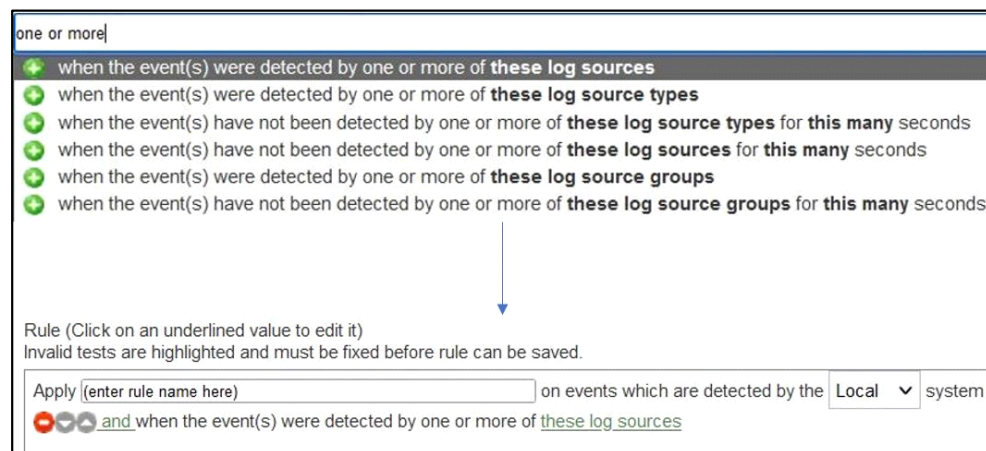 one or more
when the event(s) were detected by one or more of these log sources
when the event(s) were detected by one or more of these log source types
when the event(s) have not been detected by one or more of these log source types for this many seconds
when the event(s) have not been detected by one or more of these log sources for this many seconds
when the event(s) were detected by one or more of these log source groups
when the event(s) have not been detected by one or more of these log source groups for this many seconds
Rule (Click on an underlined value to edit it)
Invalid tests are highlighted and must be fixed before rule can be saved.
Apply (enter rule name here) on events which are detected by the Local system
and when the event(s) were detected by one or more of these log sources